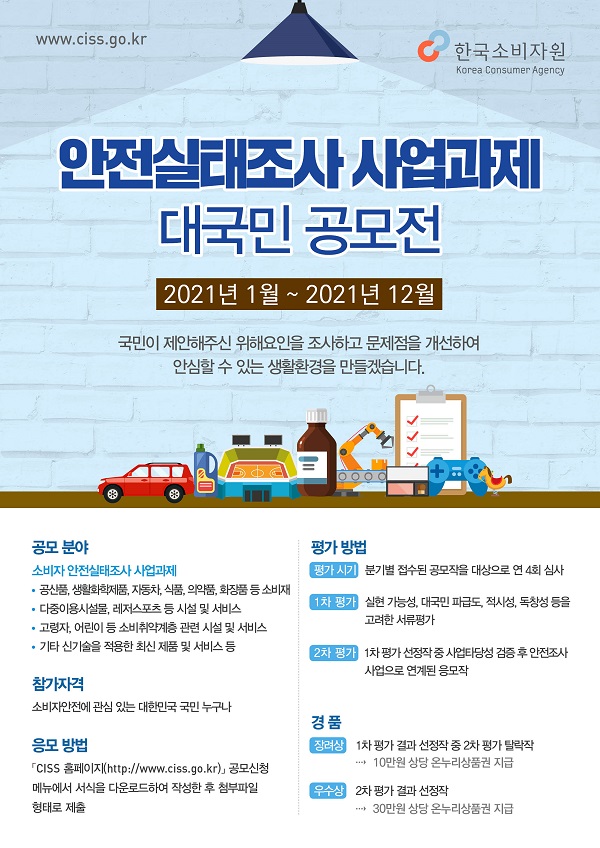 www.ciss.go.kr
한국소비자원
Korea Consumer Agency
안전실태조사 사업과제
대국민 공모전
2021년 1월 ~ 2021년 12월
국민이 제안해주신 위해요인을 조사하고 문제점을 개선하여
안심할 수 있는 생활환경을 만들겠습니다.
공모 분야
소비자 안전실태조사 사업과제
• 공산품, 생활화학제품, 자동차, 식품, 의약품, 화장품 등 소비재
• 다중이용시설물, 레저스포츠 등 시설 및 서비스
• 고령자, 어린이 등 소비취약계층 관련 시설 및 서비스
• 기타 신기술을 적용한 최신 제품 및 서비스 등
참가자격
소비자안전에 관심 있는 대한민국 국민 누구나
응모 방법
「CISS 홈페이지(http://www.ciss.go.kr)」 공모신청
메뉴에서 서식을 다운로드하여 작성한 후 첨부파일
형태로 제출
평가 방법
평가 시기 분기별 접수된 공모작을 대상으로 연 4회 심사
1차 평가 실현 가능성, 대국민 파급도, 적시성, 독창성 등을
고려한 서류평가
2차 평가 1차 평가 선정작 중 사업타당성 검증 후 안전조사
사업으로 연계된 응모작
경 품
장려상 1차 평가 결과 선정작 중 2차 평가 탈락작
···→ 10만원 상당 온누리상품권 지급
우수상 2차 평가 결과 선정작
···→ 30만원 상당 온누리상품권 지급